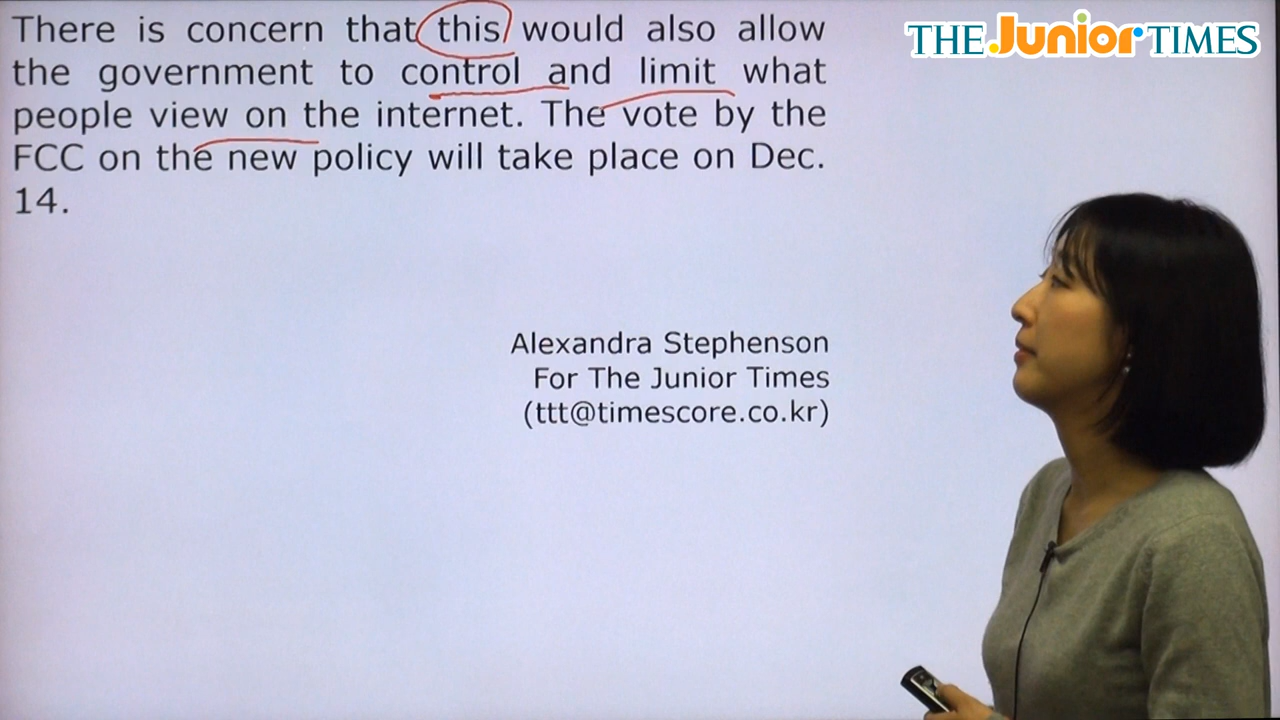 There is concern that this would also allow
the government to control and limit what
people view on the internet. The vote by the
FCC on the new policy will take place on Dec.
14.
Alexandra Stephenson
For The Junior Times
(ttt@timescore.co.kr)
THE Junior TIMES